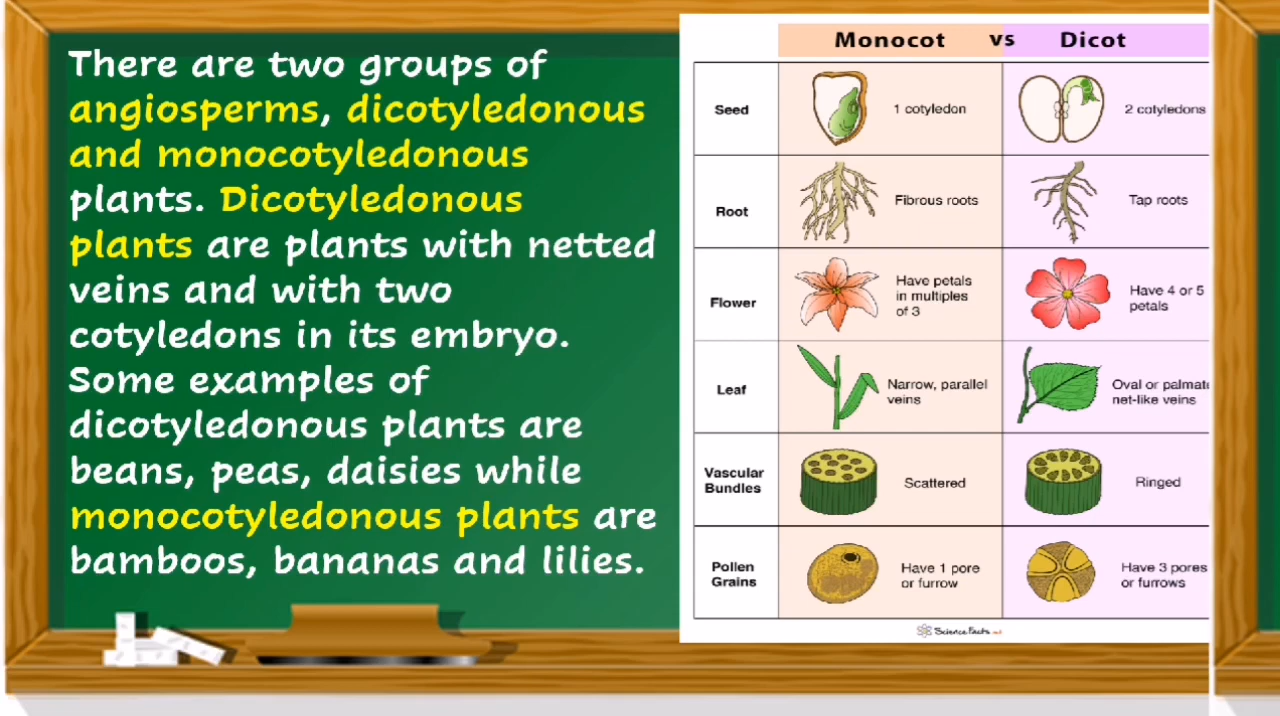 There are two groups of
angiosperms, dicotyledonous
and monocotyledonous
plants. Dicotyledonous
plants are plants with netted
veins and with two
cotyledons in its embryo.
Some examples of
dicotyledonous plants are
beans, peas, daisies while
monocotyledonous plants are
bamboos, bananas and lilies.
Monocot vs Dicot
Seed
1 cotyledon
2 cotyledons
Root
Fibrous roots
Tap roots
Flower
Have petals
in multiples
of 3
Have 4 or 5
petals
Leaf
Narrow, parallel
veins
Oval or palmat
net-like veins
Vascular
Bundles
Scattered
Ringed
Pollen
Grains
Have 1 pore
or furrow
Have 3 pores
or furrows
ScienceFacts.net